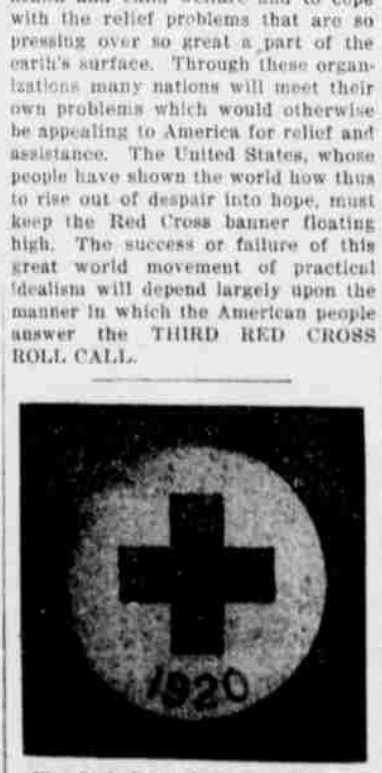 with the relief problems that are so
pressing over so great a part of the
earth's surface. Through these organ-
izations many nations will meet their
own problems which would otherwise
be appealing to America for relief and
assistance. The United States, whose
people have shown the world how thus
to rise out of despair into hope, must
keep the Red Cross banner floating
high. The success or failure of this
great world movement of practical
idealism will depend largely upon the
manner in which the American people
answer the THIRD RED CROSS
ROLL CALL.
1920